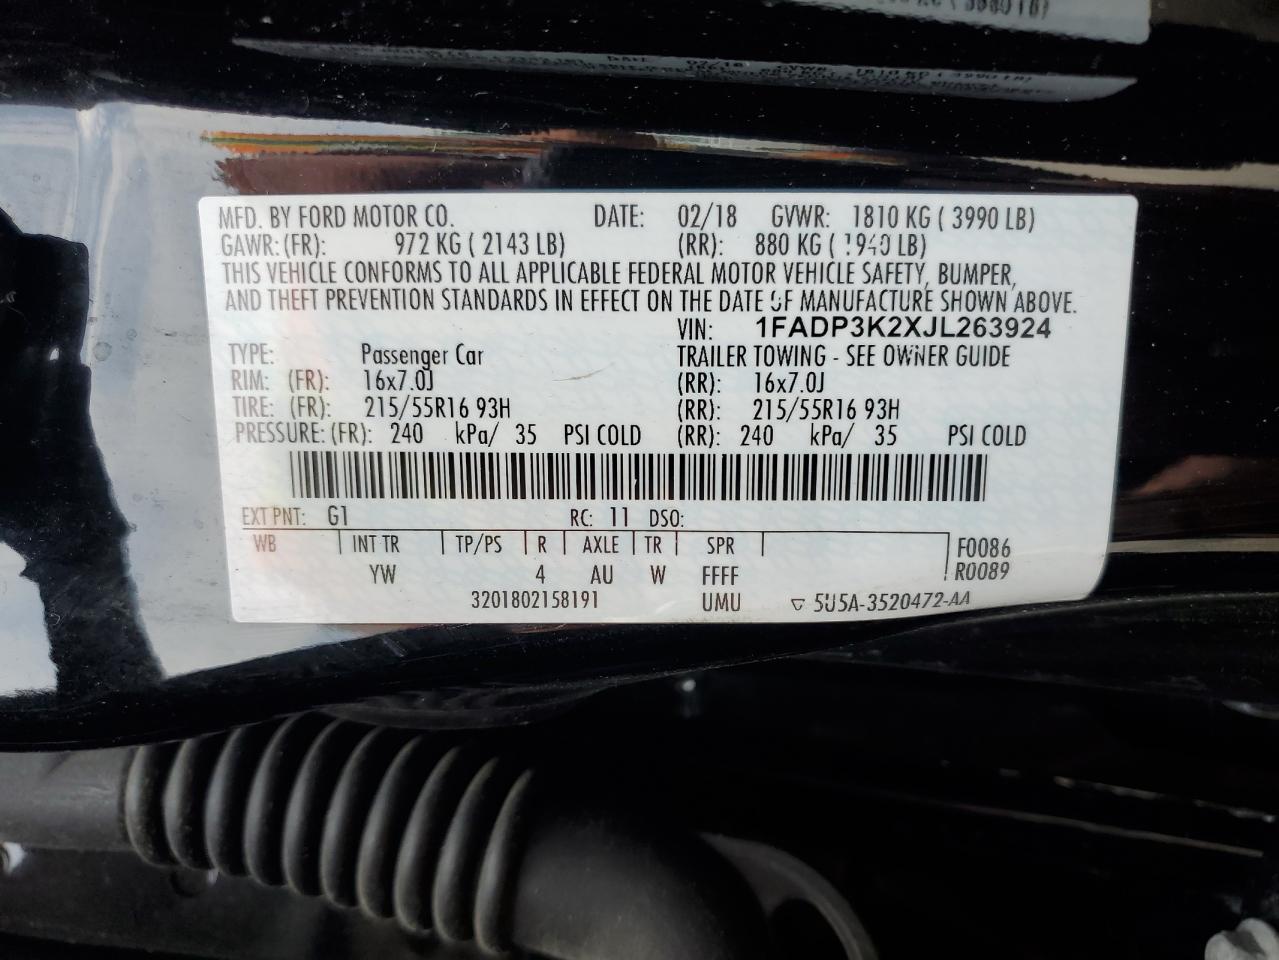 MFD. BY FORD MOTOR CO. DATE: 02/18 GVWR: 1810 KG ( 3990 LB)
GAWR: (FR): 972 KG ( 2143 LB) (RR): 880 KG ( 1940 LB)
THIS VEHICLE CONFORMS TO ALL APPLICABLE FEDERAL MOTOR VEHICLE SAFETY, BUMPER,
AND THEFT PREVENTION STANDARDS IN EFFECT ON THE DATE OF MANUFACTURE SHOWN ABOVE.
VIN: 1FADP3K2XJL263924
TYPE: Passenger Car TRAILER TOWING - SEE OWNER GUIDE
RIM: (FR): 16x7.0J (RR): 16x7.0J
TIRE: (FR): 215/55R16 93H (RR): 215/55R16 93H
PRESSURE: (FR): 240 kPa/ 35 PSI COLD (RR): 240 kPa/ 35 PSI COLD
EXT PNT: G1 RC: 11 DSO:
WB INT TR TP/PS R AXLE TR SPR F0086
YW 4 AU W FFFF R0089
3201802158191 UMU ▽ 5U5A-3520472-AA